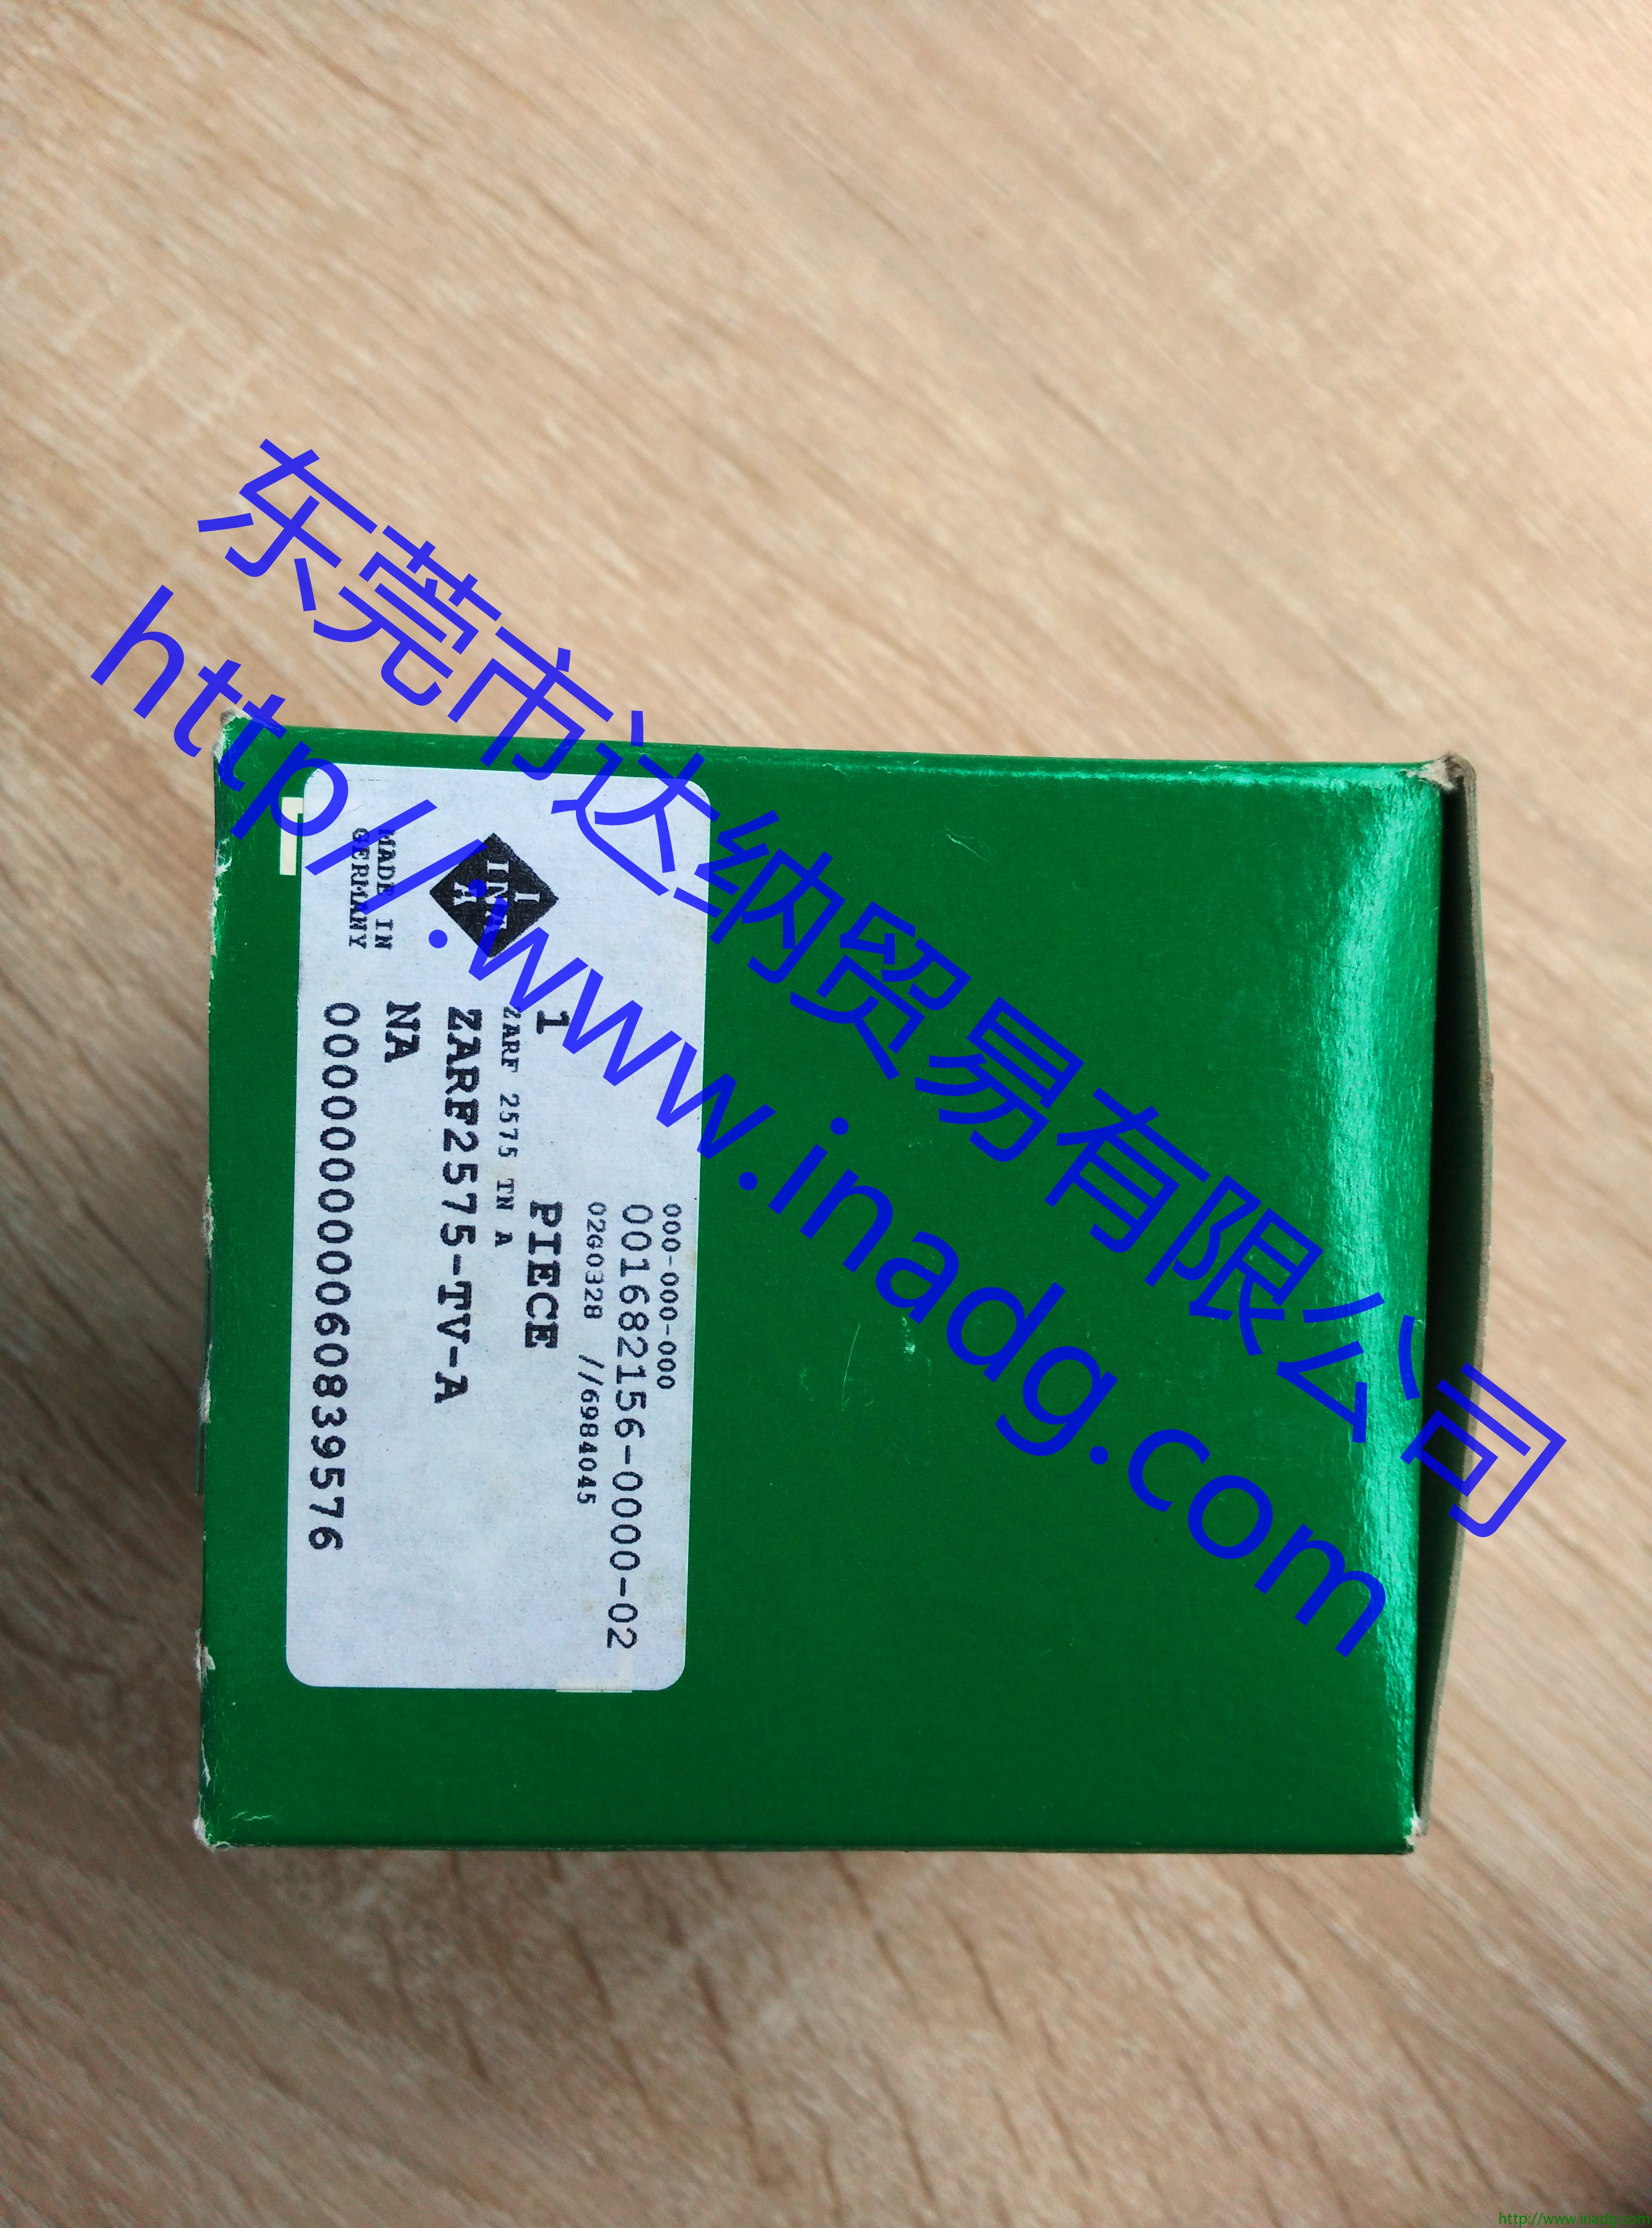 东莞市达纳贸易有限公司
http//:www.inadg.com
000-000-000
001682156-0000-02
02G0328 //6984045
1 PIECE
ZARF 2575 TN A
ZARF2575-TV-A
NA
0000000000060839576
I
INA
A
MADE IN
GERMANY
http://www.inadg.com